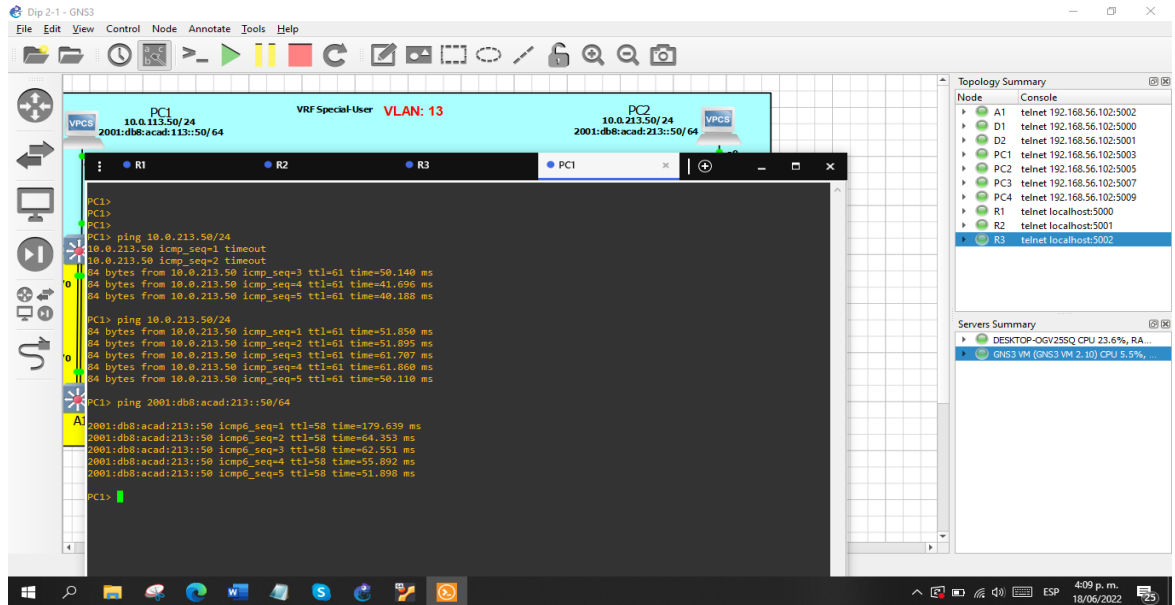 Dip 2-1 - GNS3
File Edit View Control Node Annotate Tools Help
PC1
10.0.113.50/24
2001:db8:acad:113::50/64
VPCS
VRF Special-User VLAN: 13
PC2
10.0.213.50/24
2001:db8:acad:213::50/64
VPCS
R1
R2
R3
PC1
PC1>
PC1>
PC1>
PC1> ping 10.0.213.50/24
10.0.213.50 icmp_seq=1 timeout
10.0.213.50 icmp_seq=2 timeout
84 bytes from 10.0.213.50 icmp_seq=3 ttl=61 time=50.140 ms
84 bytes from 10.0.213.50 icmp_seq=4 ttl=61 time=41.696 ms
84 bytes from 10.0.213.50 icmp_seq=5 ttl=61 time=40.188 ms
PC1> ping 10.0.213.50/24
84 bytes from 10.0.213.50 icmp_seq=1 ttl=61 time=51.850 ms
84 bytes from 10.0.213.50 icmp_seq=2 ttl=61 time=51.895 ms
84 bytes from 10.0.213.50 icmp_seq=3 ttl=61 time=61.707 ms
84 bytes from 10.0.213.50 icmp_seq=4 ttl=61 time=61.860 ms
84 bytes from 10.0.213.50 icmp_seq=5 ttl=61 time=50.110 ms
PC1> ping 2001:db8:acad:213::50/64
2001:db8:acad:213::50 icmp6_seq=1 ttl=58 time=179.639 ms
2001:db8:acad:213::50 icmp6_seq=2 ttl=58 time=64.353 ms
2001:db8:acad:213::50 icmp6_seq=3 ttl=58 time=62.551 ms
2001:db8:acad:213::50 icmp6_seq=4 ttl=58 time=55.892 ms
2001:db8:acad:213::50 icmp6_seq=5 ttl=58 time=51.898 ms
PC1>
Topology Summary
Node Console
A1 telnet 192.168.56.102:5002
D1 telnet 192.168.56.102:5000
D2 telnet 192.168.56.102:5001
PC1 telnet 192.168.56.102:5003
PC2 telnet 192.168.56.102:5005
PC3 telnet 192.168.56.102:5007
PC4 telnet 192.168.56.102:5009
R1 telnet localhost:5000
R2 telnet localhost:5001
R3 telnet localhost:5002
Servers Summary
DESKTOP-OGV25SQ CPU 23.6%, RA...
GNS3 VM (GNS3 VM 2.10) CPU 5.5%, ...
ESP
4:09 p. m.
18/06/2022
25